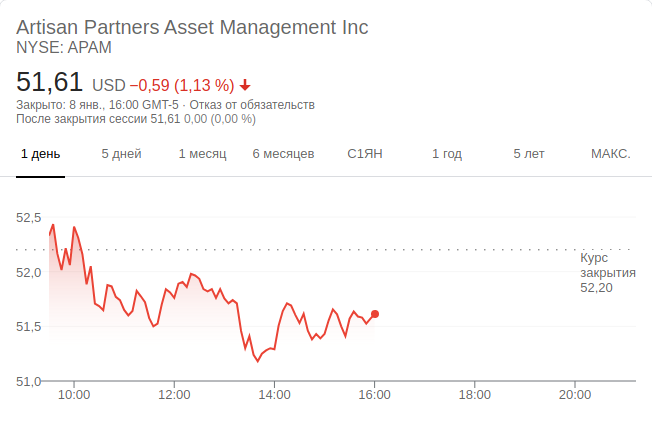 Artisan Partners Asset Management Inc
NYSE: APAM
51,61 USD −0,59 (1,13 %)
Закрыто: 8 янв., 16:00 GMT-5 · Отказ от обязательств
После закрытия сессии 51,61 0,00 (0,00 %)
1 день 5 дней 1 месяц 6 месяцев С1ЯН 1 год 5 лет МАКС.
52,5
Курс
закрытия
52,20
52,0
51,5
51,0
10:00 12:00 14:00 16:00 18:00 20:00